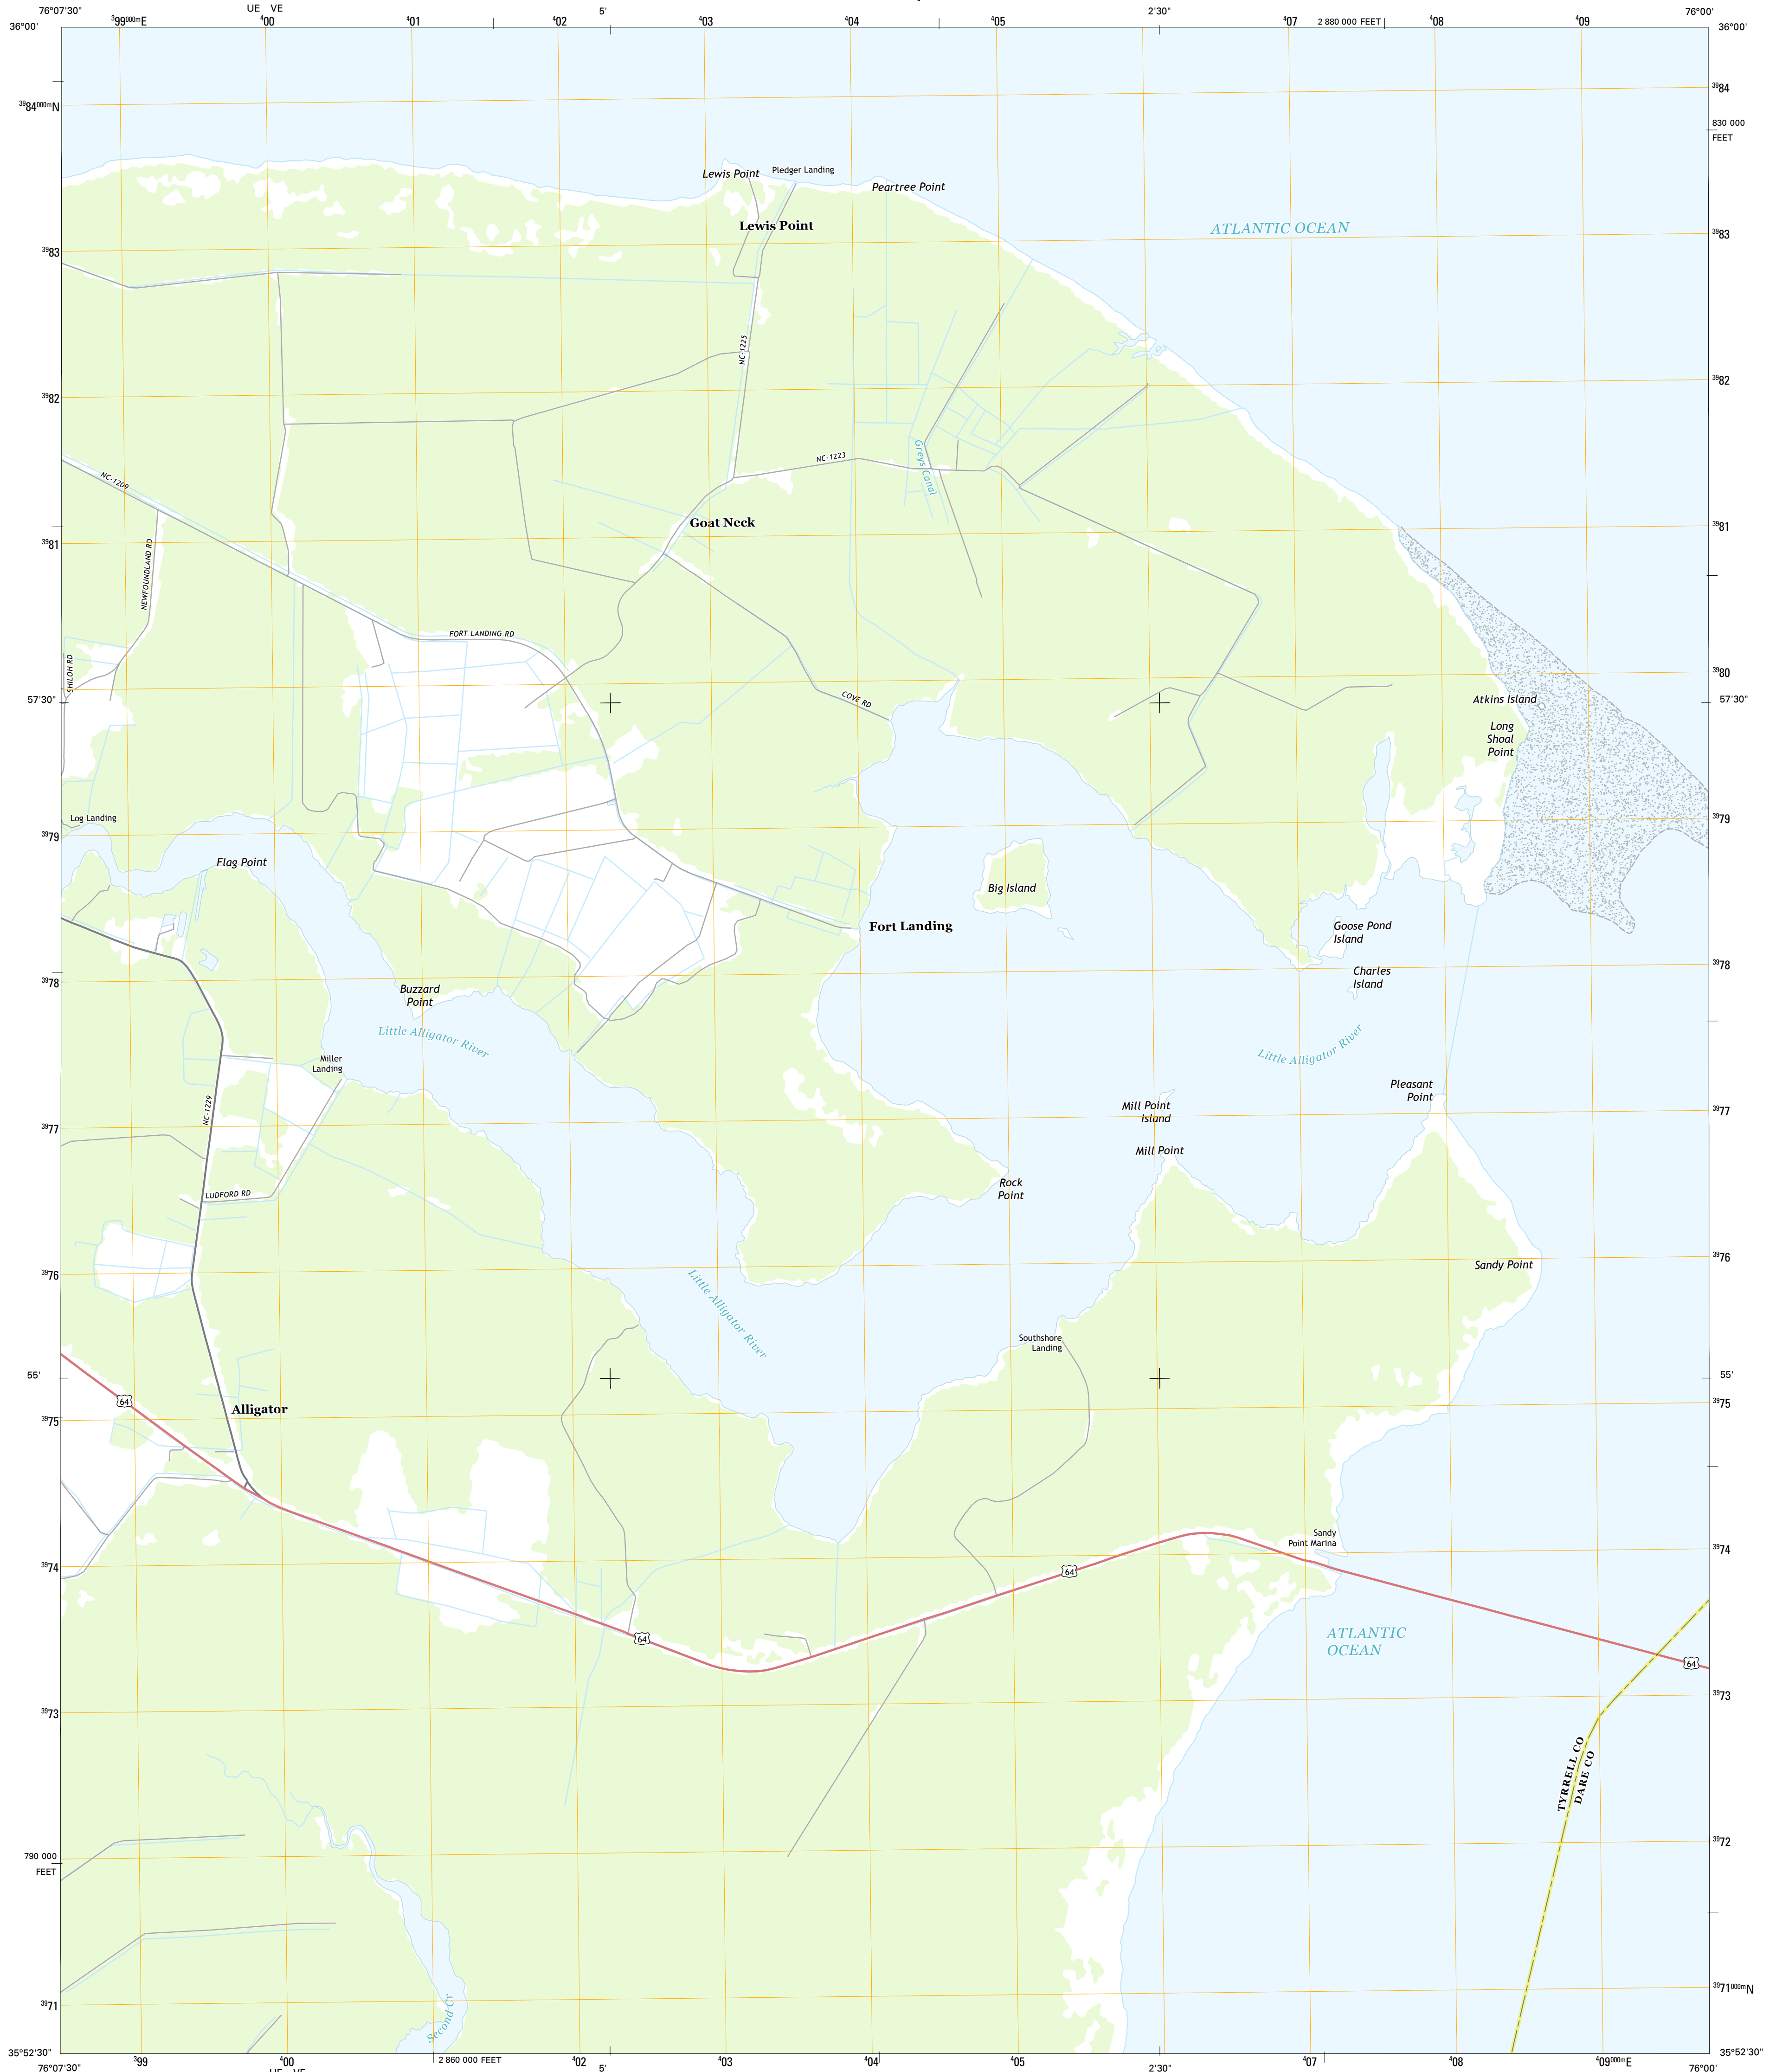 76°07'30"
³99⁰⁰⁰ᵐE
UE VE
⁴00
⁴01
⁴02
5'
⁴03
⁴04
⁴05
2'30"
⁴07
2 880 000 FEET
⁴08
⁴09
76°00'
36°00'
36°00'
³⁹84⁰⁰⁰ᵐN
³⁹84
830 000
FEET
Lewis Point
Pledger Landing
Peartree Point
Lewis Point
ATLANTIC OCEAN
³⁹83
³⁹83
NC-1225
³⁹82
³⁹82
NC-1223
Greys Canal
NC-1209
Goat Neck
³⁹81
³⁹81
NEWFOUNDLAND RD
FORT LANDING RD
SHILOH RD
³⁹80
57'30"
57'30"
COVE RD
Atkins Island
Long
Shoal
Point
Log Landing
³⁹79
³⁹79
Flag Point
Big Island
Fort Landing
Goose Pond
Island
³⁹78
³⁹78
Charles
Island
Buzzard
Point
Little Alligator River
Little Alligator River
Miller
Landing
Pleasant
Point
NC-1229
Mill Point
Island
³⁹77
³⁹77
Mill Point
Rock
Point
LUDFORD RD
³⁹76
³⁹76
Sandy Point
Little Alligator River
Southshore
Landing
55'
55'
64
Alligator
³⁹75
³⁹75
Sandy
Point Marina
³⁹74
³⁹74
64
64
ATLANTIC
OCEAN
64
³⁹73
³⁹73
TYRRELL CO
DARE CO
790 000
FEET
³⁹72
³⁹71
³⁹71⁰⁰⁰ᵐN
Second Cr
35°52'30"
35°52'30"
76°07'30"
³99
⁴00
UE VE
2 860 000 FEET
⁴02
5'
⁴03
⁴04
⁴05
2'30"
⁴07
⁴08
⁴09⁰⁰⁰ᵐE
76°00'